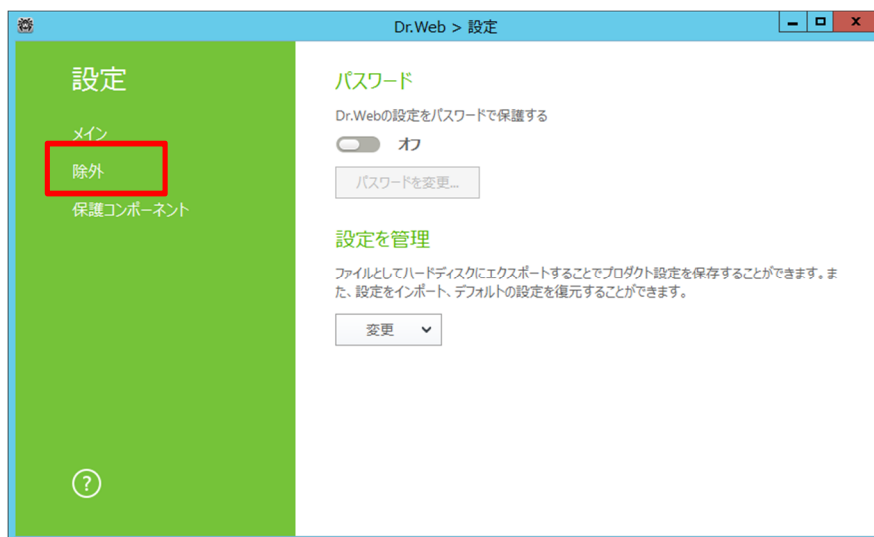 Dr.Web > 設定
設定
メイン
除外
保護コンポーネント
?
パスワード
Dr.Webの設定をパスワードで保護する
オフ
パスワードを変更...
設定を管理
ファイルとしてハードディスクにエクスポートすることでプロダクト設定を保存することができます。ま
た、設定をインポート、デフォルトの設定を復元することができます。
変更